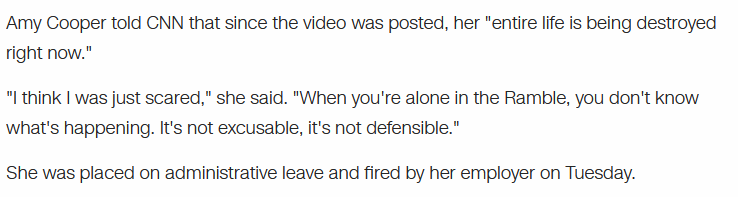 Amy Cooper told CNN that since the video was posted, her "entire life is being destroyed
right now."
"I think I was just scared," she said. "When you're alone in the Ramble, you don't know
what's happening. It's not excusable, it's not defensible."
She was placed on administrative leave and fired by her employer on Tuesday.